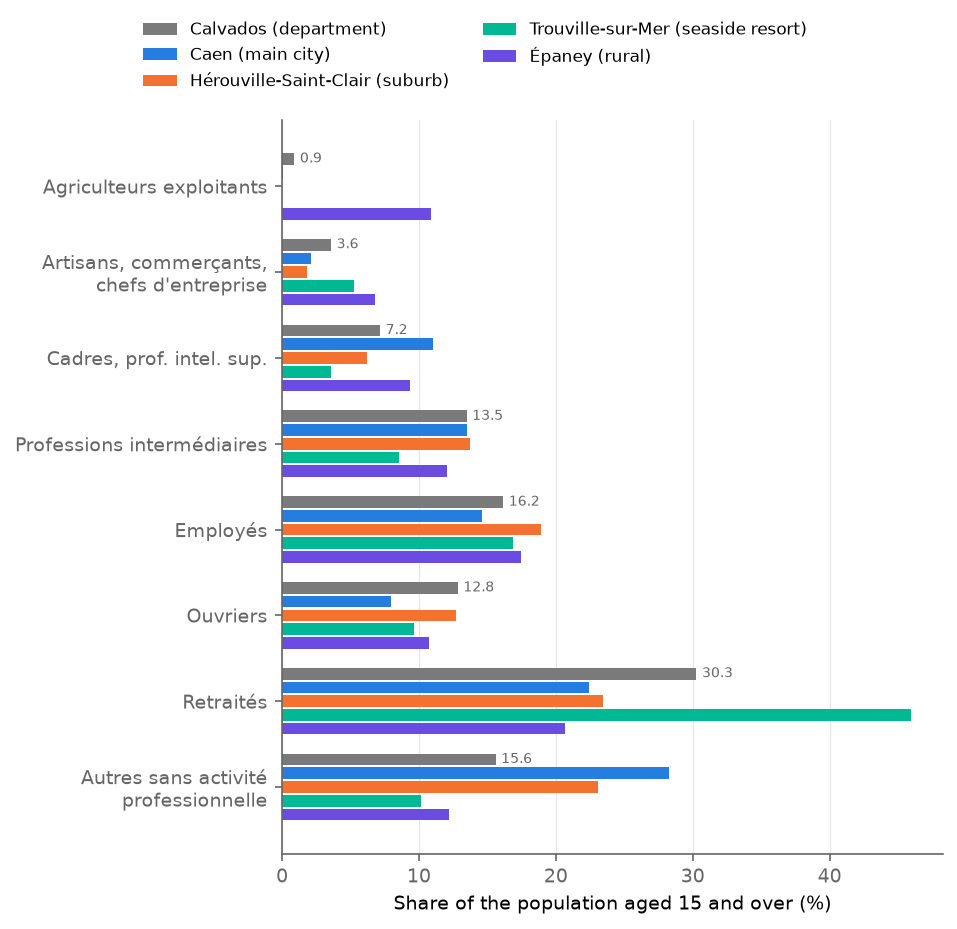 Calvados (department)
Caen (main city)
Hérouville-Saint-Clair (suburb)
Trouville-sur-Mer (seaside resort)
Épaney (rural)
Agriculteurs exploitants
0.9
Artisans, commerçants,
chefs d'entreprise
3.6
Cadres, prof. intel. sup.
7.2
Professions intermédiaires
13.5
Employés
16.2
Ouvriers
12.8
Retraités
30.3
Autres sans activité
professionnelle
15.6
0 10 20 30 40
Share of the population aged 15 and over (%)